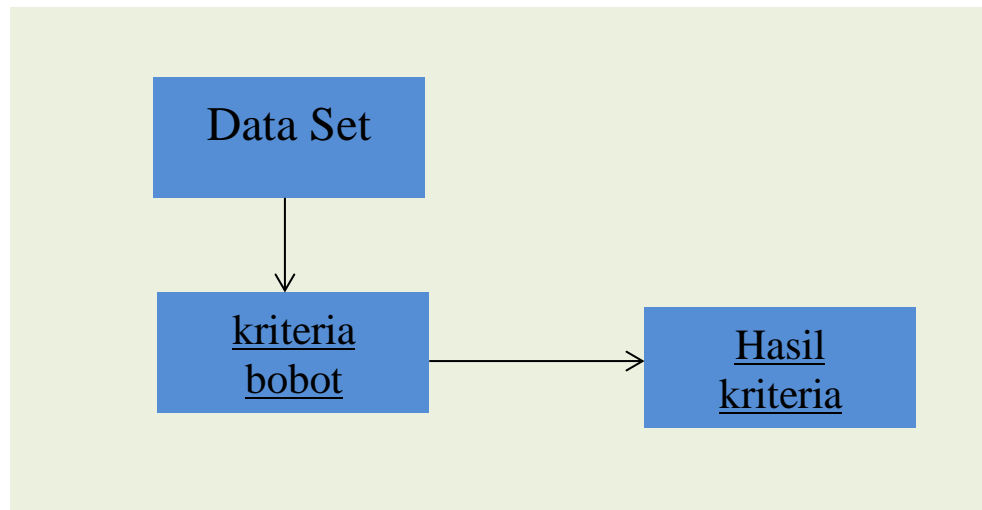 Data Set
kriteria
bobot
Hasil
kriteria